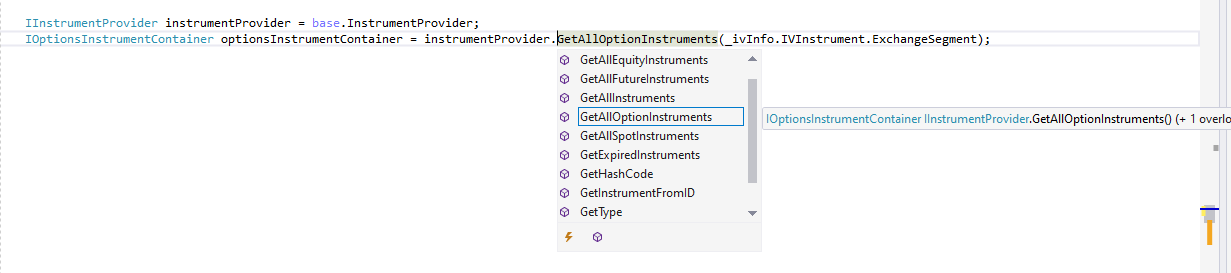 IInstrumentProvider instrumentProvider = base.InstrumentProvider;
IOptionsInstrumentContainer optionsInstrumentContainer = instrumentProvider.GetAllOptionInstruments(_ivInfo.IVInstrument.ExchangeSegment);
GetAllEquityInstruments
GetAllFutureInstruments
GetAllInstruments
GetAllOptionInstruments
IOptionsInstrumentContainer IInstrumentProvider.GetAllOptionInstruments() (+ 1 overlo
GetAllSpotInstruments
GetExpiredInstruments
GetHashCode
GetInstrumentFromID
GetType